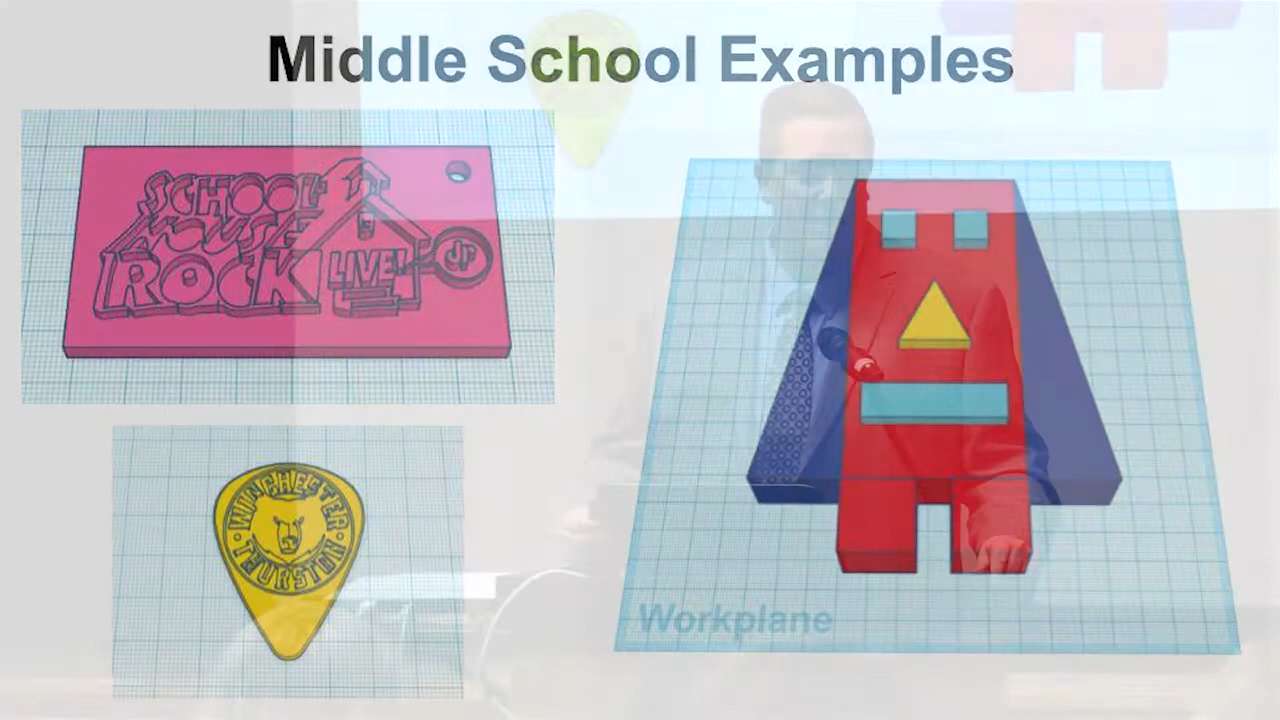 Middle School Examples
SCHOOL
HOUSE
ROCK
LIVE!
JR
WINCHESTER
THURSTON
Workplane